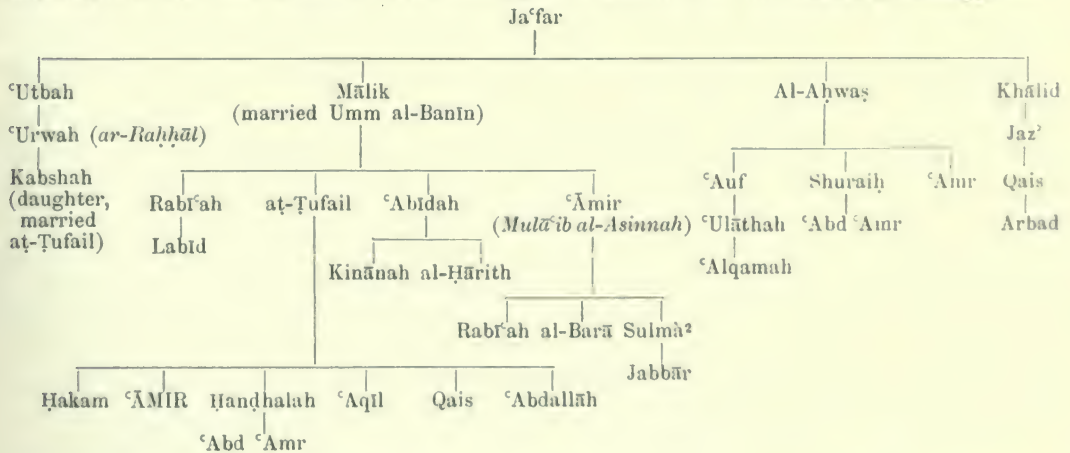 Jaʿfar
ʿUtbah Mālik Al-Aḥwaṣ Khālid
(married Umm al-Banīn)
ʿUrwah (ar-Raḥḥāl) Jazʾ
Kabshah ʿAuf Shuraiḥ ʿAmr Qais
(daughter, Rabīʿah aṭ-Ṭufail ʿAbīdah ʿĀmir
married (Mulāʿib al-Asinnah) ʿUlāthah ʿAbd ʿAmr Arbad
aṭ-Ṭufail) Labīd
Kinānah al-Ḥārith ʿAlqamah
Rabīʿah al-Barā Sulmà²
Jabbār
Ḥakam ʿĀMIR Ḥanḍhalah ʿAqīl Qais ʿAbdallāh
ʿAbd ʿAmr